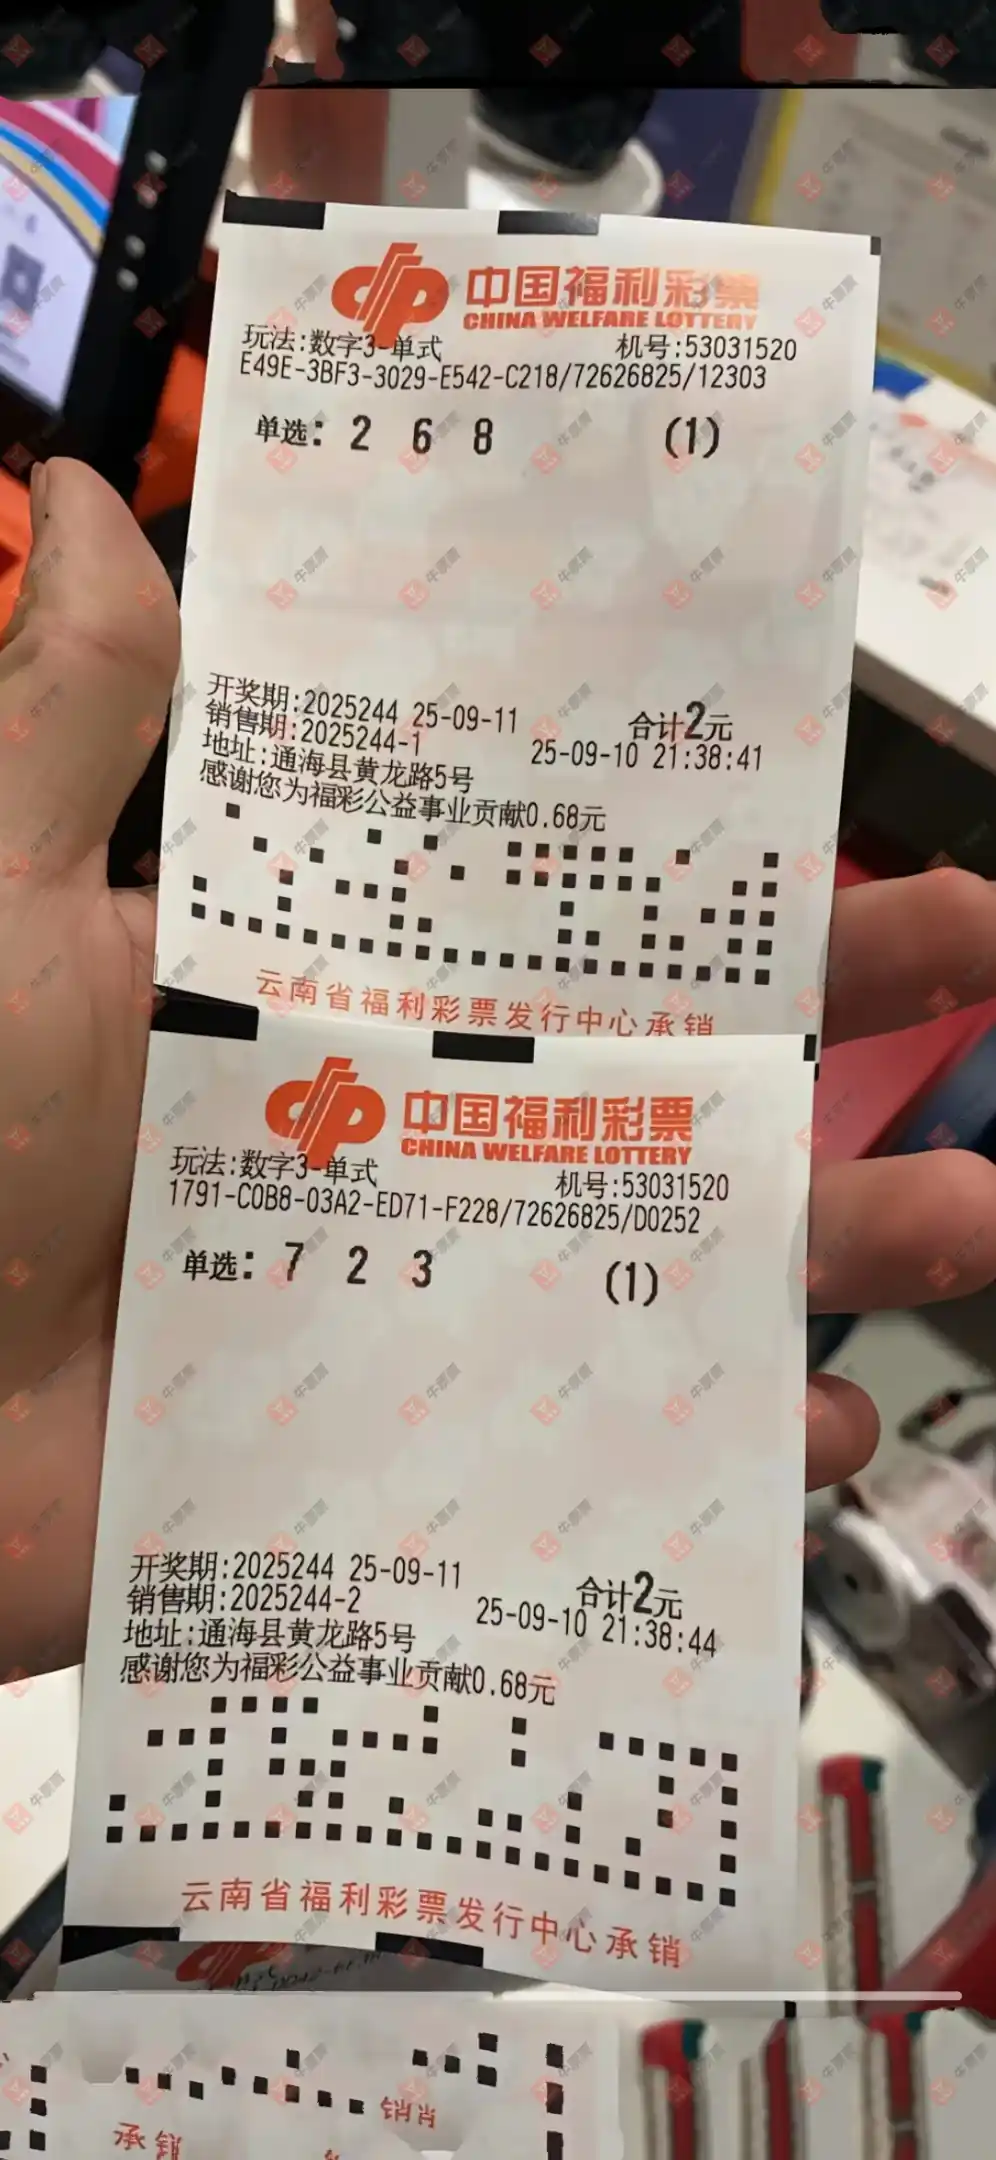 中国福利彩票
CHINA WELFARE LOTTERY
玩法:数字3-单式 机号:53031520
E49E-3BF3-3029-E542-C218/72626825/12303
单选: 2 6 8 (1)
开奖期:2025244 25-09-11 合计2元
销售期:2025244-1 25-09-10 21:38:41
地址:通海县黄龙路5号
感谢您为福彩公益事业贡献0.68元
云南省福利彩票发行中心承销
中国福利彩票
CHINA WELFARE LOTTERY
玩法:数字3-单式 机号:53031520
1791-C0B8-03A2-ED71-F228/72626825/D0252
单选: 7 2 3 (1)
开奖期:2025244 25-09-11 合计2元
销售期:2025244-2 25-09-10 21:38:44
地址:通海县黄龙路5号
感谢您为福彩公益事业贡献0.68元
云南省福利彩票发行中心承销
承销